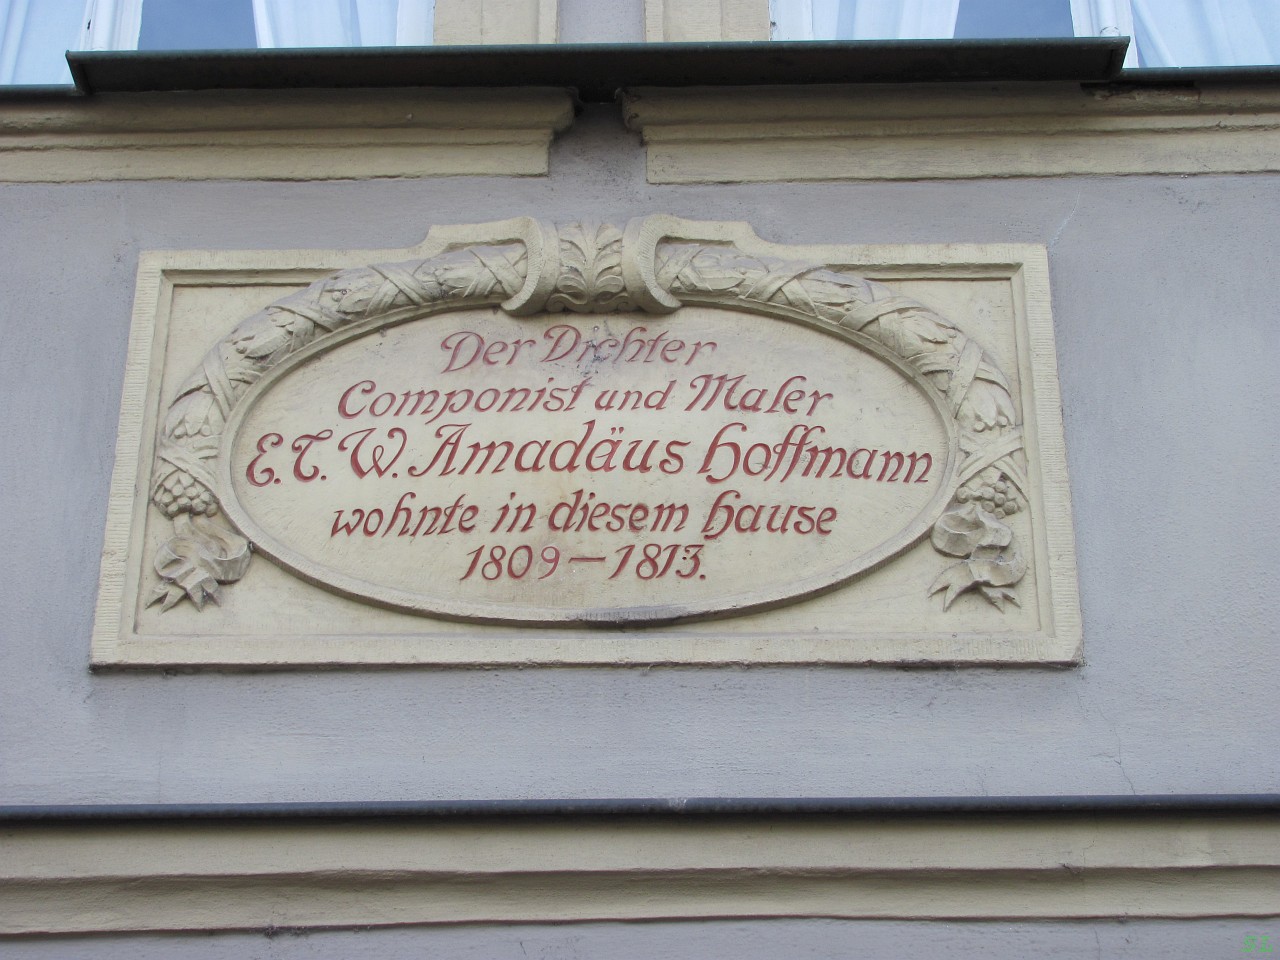 Der Dichter
Componist und Maler
E.T.W. Amadäus Hoffmann
wohnte in diesem Hause
1809–1813.